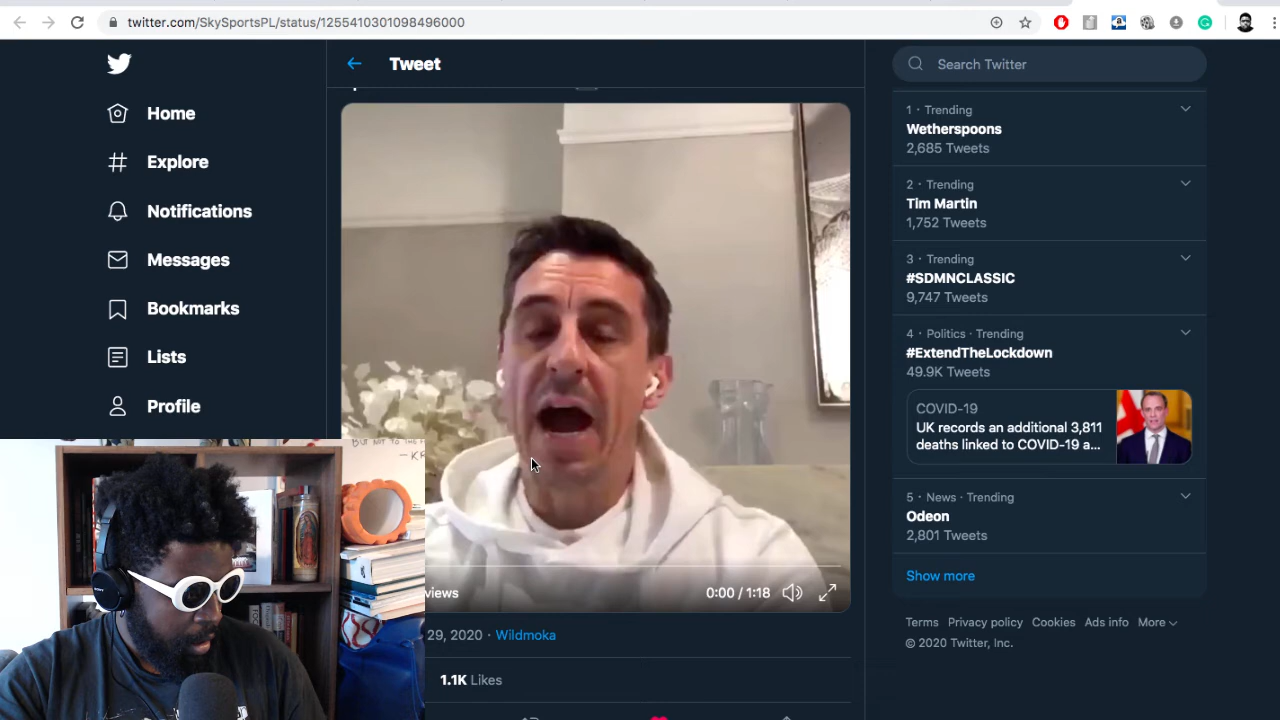 twitter.com/SkySportsPL/status/1255410301098496000
Home
Explore
Notifications
Messages
Bookmarks
Lists
Profile
Tweet
0:00 / 1:18
views
29, 2020 · Wildmoka
1.1K Likes
BUT NOT TO THE
Search Twitter
1 · Trending
Wetherspoons
2,685 Tweets
2 · Trending
Tim Martin
1,752 Tweets
3 · Trending
#SDMNCLASSIC
9,747 Tweets
4 · Politics · Trending
#ExtendTheLockdown
49.9K Tweets
COVID-19
UK records an additional 3,811
deaths linked to COVID-19 a...
5 · News · Trending
Odeon
2,801 Tweets
Show more
Terms Privacy policy Cookies Ads info More
© 2020 Twitter, Inc.